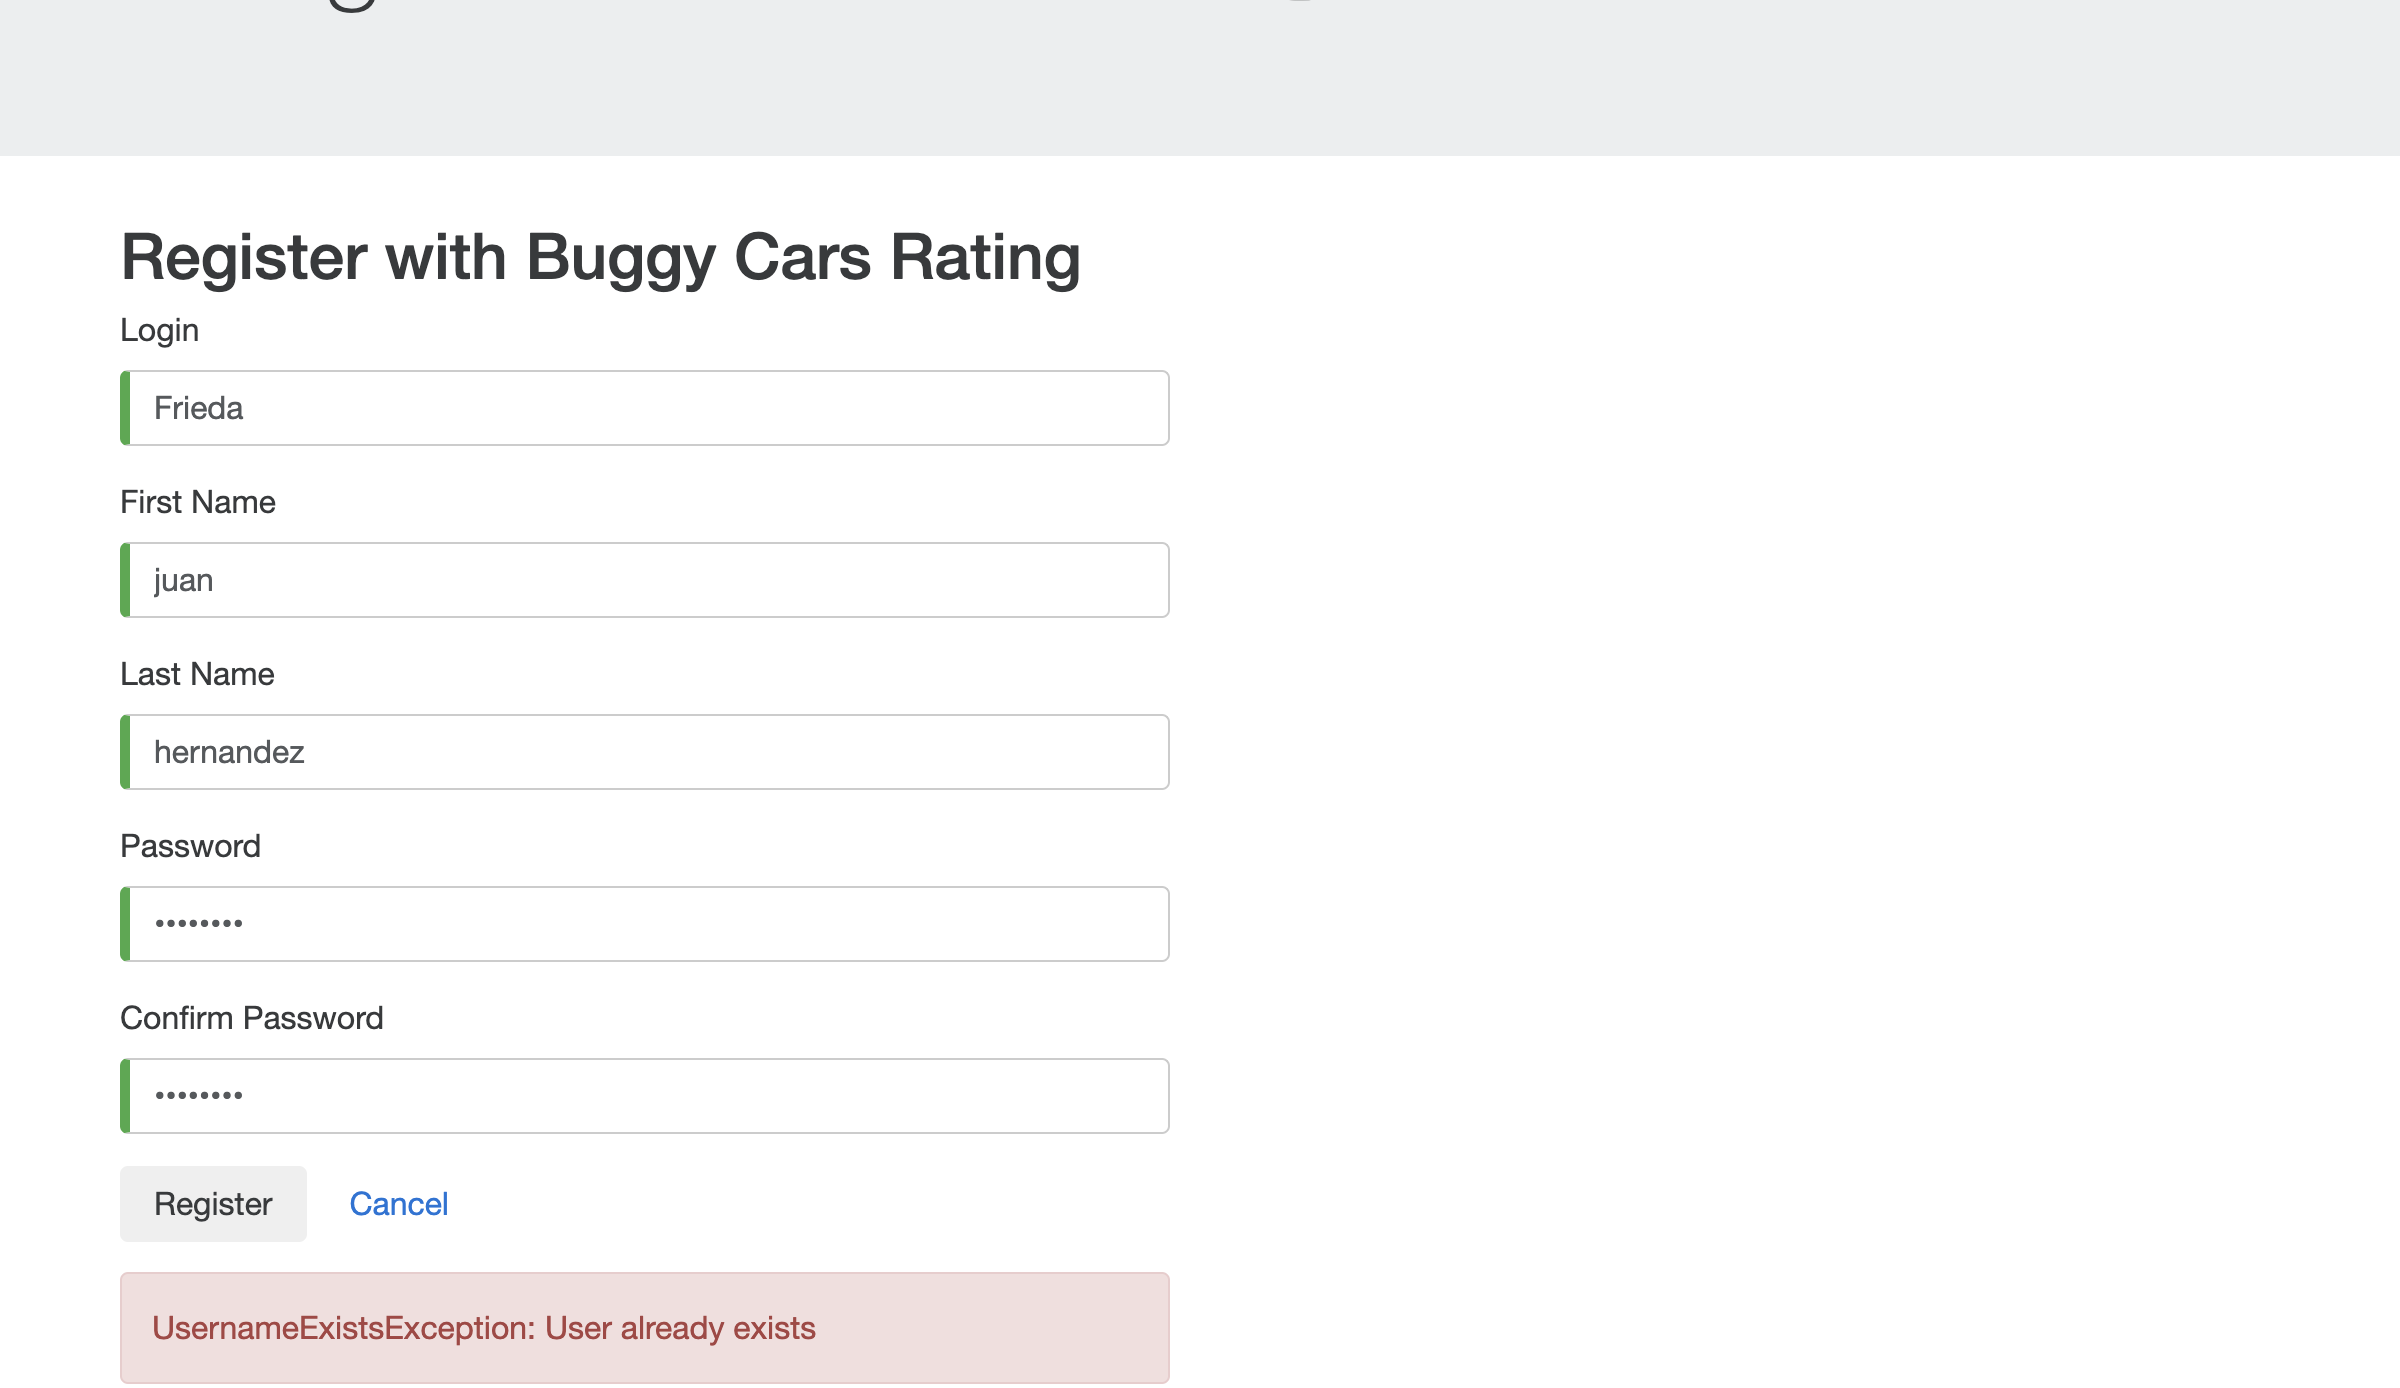 Register with Buggy Cars Rating
Login
Frieda
First Name
juan
Last Name
hernandez
Password
••••••••
Confirm Password
••••••••
Register Cancel
UsernameExistsException: User already exists